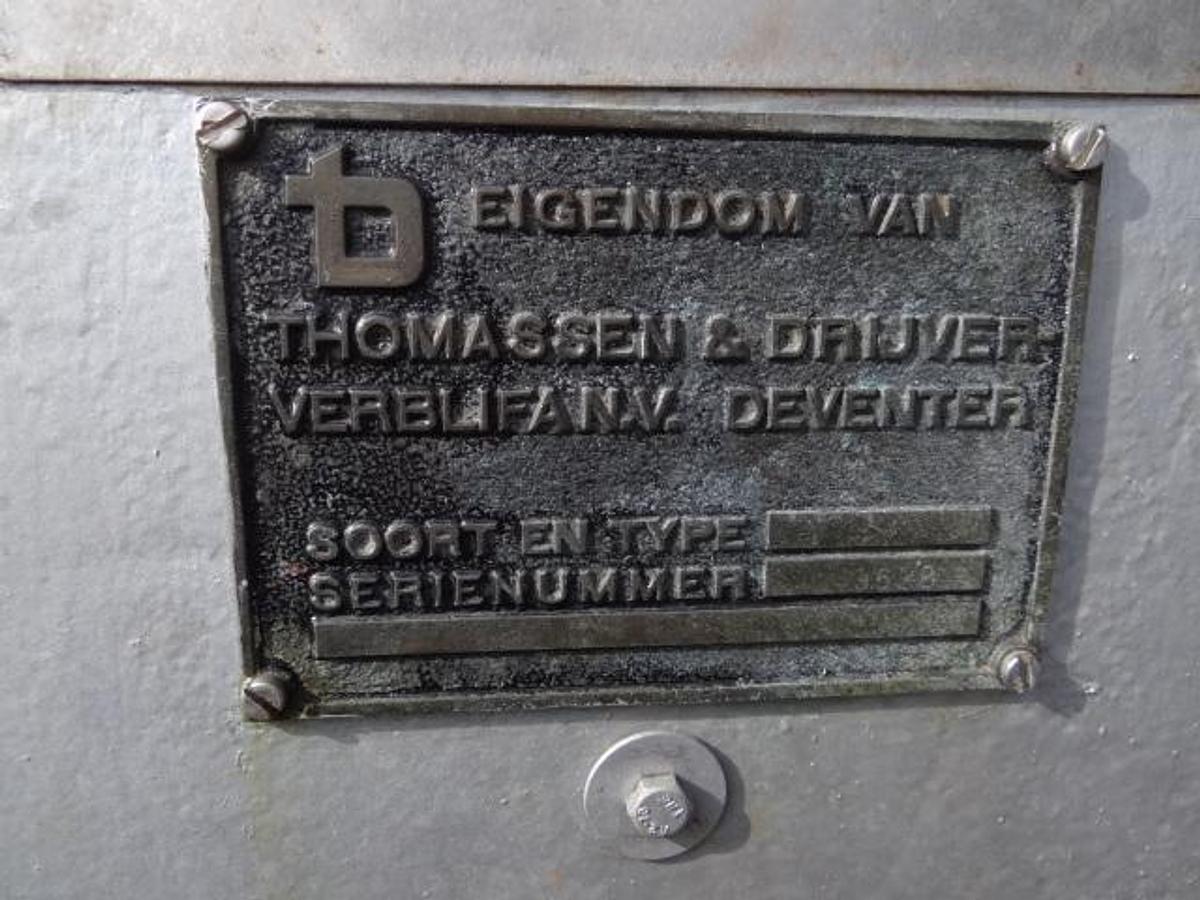 EIGENDOM VAN
THOMASSEN & DRIJVER-
VERBLIFA N.V. DEVENTER
SOORT EN TYPE
SERIENUMMER